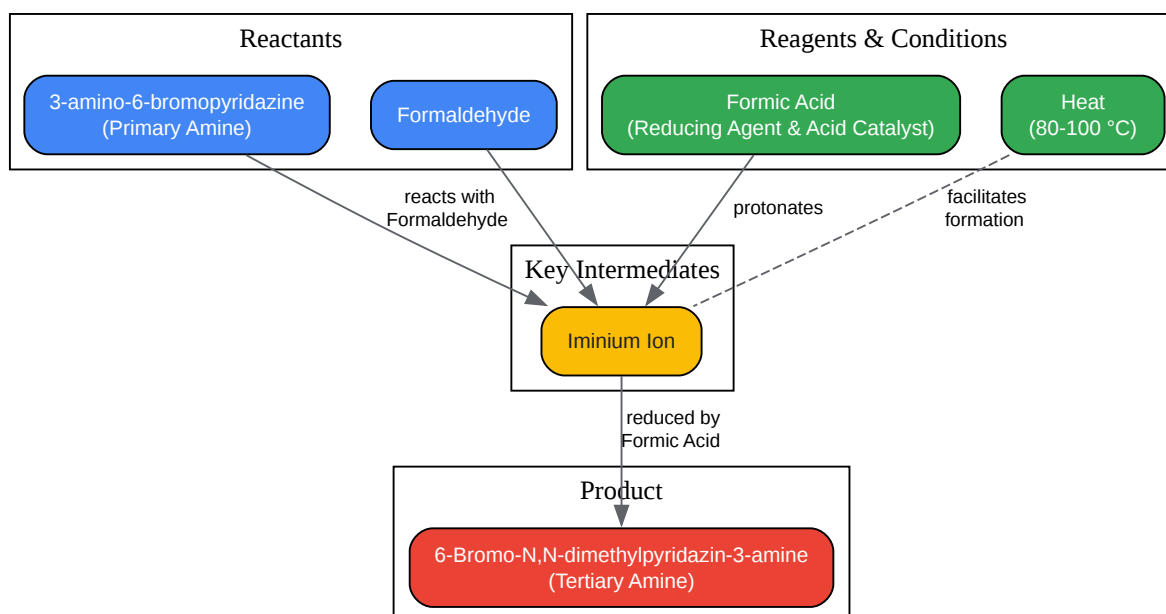 Reactants
Reagents & Conditions
3-amino-6-bromopyridazine
(Primary Amine)
Formaldehyde
Formic Acid
(Reducing Agent & Acid Catalyst)
Heat
(80-100 °C)
reacts with
Formaldehyde
protonates
facilitates
formation
Key Intermediates
Iminium Ion
reduced by
Formic Acid
Product
6-Bromo-N,N-dimethylpyridazin-3-amine
(Tertiary Amine)